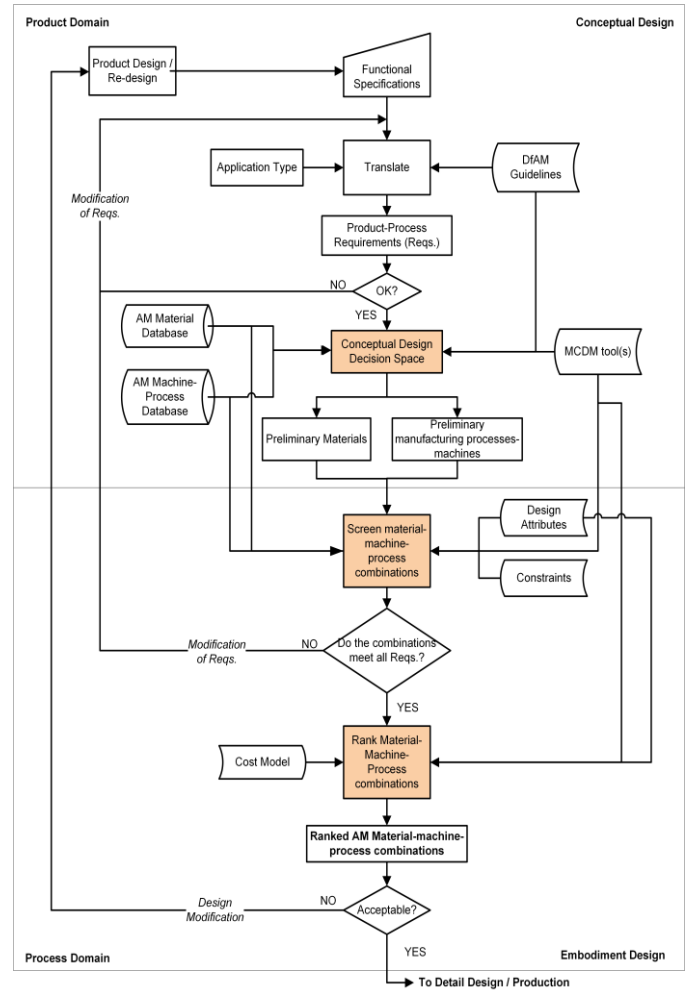 Product Domain
Conceptual Design
Product Design /
Re-design
Functional
Specifications
Application Type
Translate
DfAM
Guidelines
Modification
of Reqs.
Product-Process
Requirements (Reqs.)
NO
OK?
YES
AM Material
Database
Conceptual Design
Decision Space
MCDM tool(s)
AM Machine-
Process
Database
Preliminary Materials
Preliminary
manufacturing processes-
machines
Screen material-
machine-
process
combinations
Design
Attributes
Constraints
Modification
of Reqs.
NO
Do the combinations
meet all Reqs.?
YES
Cost Model
Rank Material-
Machine-
Process
combinations
Ranked AM Material-machine-
process combinations
Design
Modification
NO
Acceptable?
YES
Process Domain
Embodiment Design
To Detail Design / Production